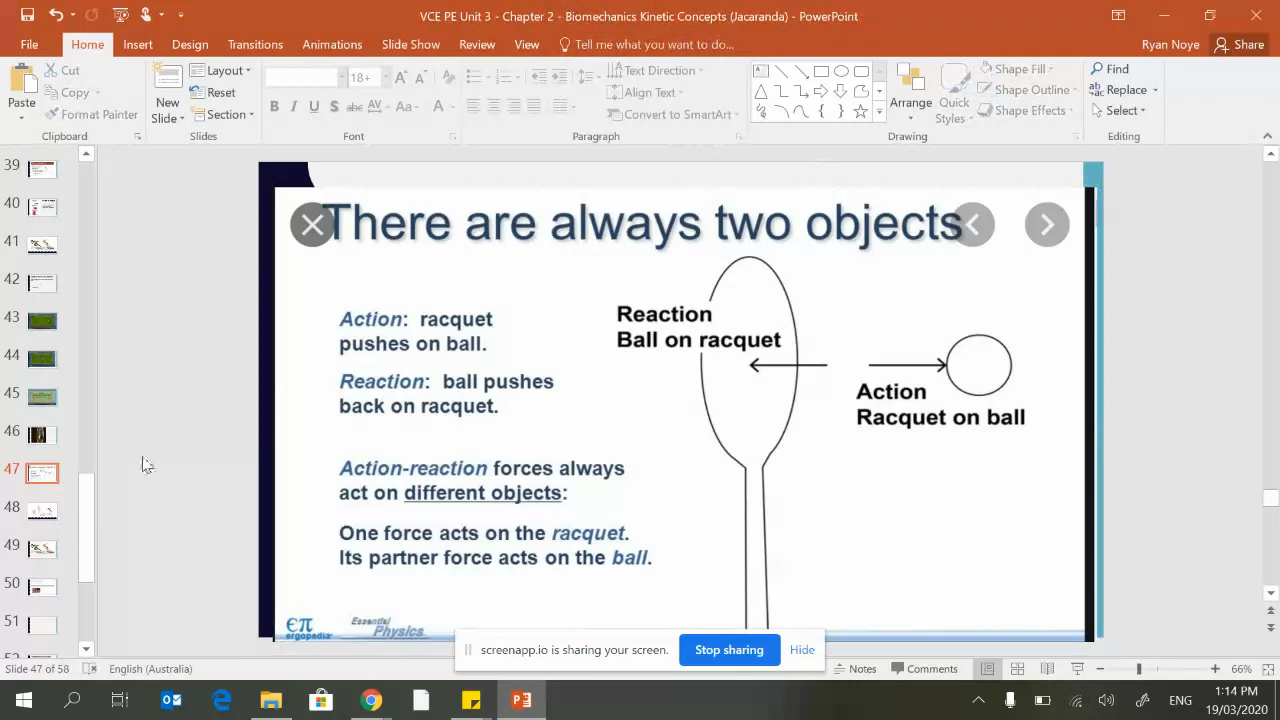 VCE PE Unit 3 - Chapter 2 - Biomechanics Kinetic Concepts (Jacaranda) - PowerPoint
File Home Insert Design Transitions Animations Slide Show Review View Tell me what you want to do... Ryan Noye Share
Paste Cut Copy Format Painter
New Slide Layout Reset Section
18+
B I U S abc AV Aa A
Text Direction Align Text Convert to SmartArt
Arrange Quick Styles Shape Fill Shape Outline Shape Effects
Find Replace Select
Clipboard Slides Font Paragraph Drawing Editing
39
40
41
42
43
44
45
46
47
48
49
50
51
There are always two objects
Action: racquet
pushes on ball.
Reaction: ball pushes
back on racquet.
Action-reaction forces always
act on different objects:
One force acts on the racquet.
Its partner force acts on the ball.
Reaction
Ball on racquet
Action
Racquet on ball
επ
ergopedia
Essential
Physics
screenapp.io is sharing your screen. Stop sharing Hide
Slide 47 of 58 English (Australia) Notes Comments 66%
ENG
1:14 PM
19/03/2020